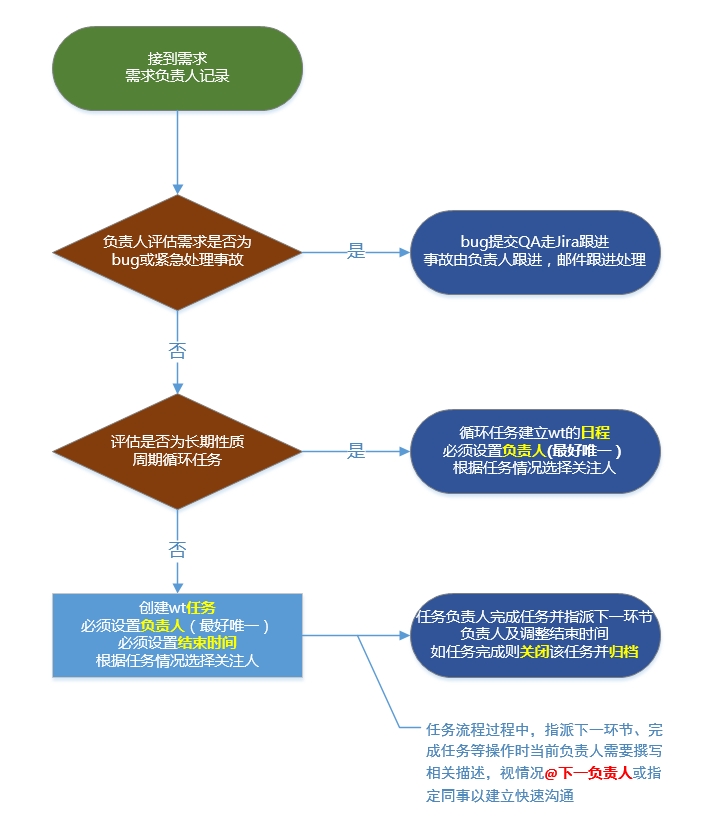 接到需求
需求负责人记录
负责人评估需求是否为
bug或紧急处理事故
是
bug提交QA走Jira跟进
事故由负责人跟进，邮件跟进处理
否
评估是否为长期性质
周期循环任务
是
循环任务建立wt的日程
必须设置负责人(最好唯一）
根据任务情况选择关注人
否
创建wt任务
必须设置负责人（最好唯一）
必须设置结束时间
根据任务情况选择关注人
任务负责人完成任务并指派下一环节
负责人及调整结束时间
如任务完成则关闭该任务并归档
任务流程过程中，指派下一环节、完
成任务等操作时当前负责人需要撰写
相关描述，视情况@下一负责人或指
定同事以建立快速沟通